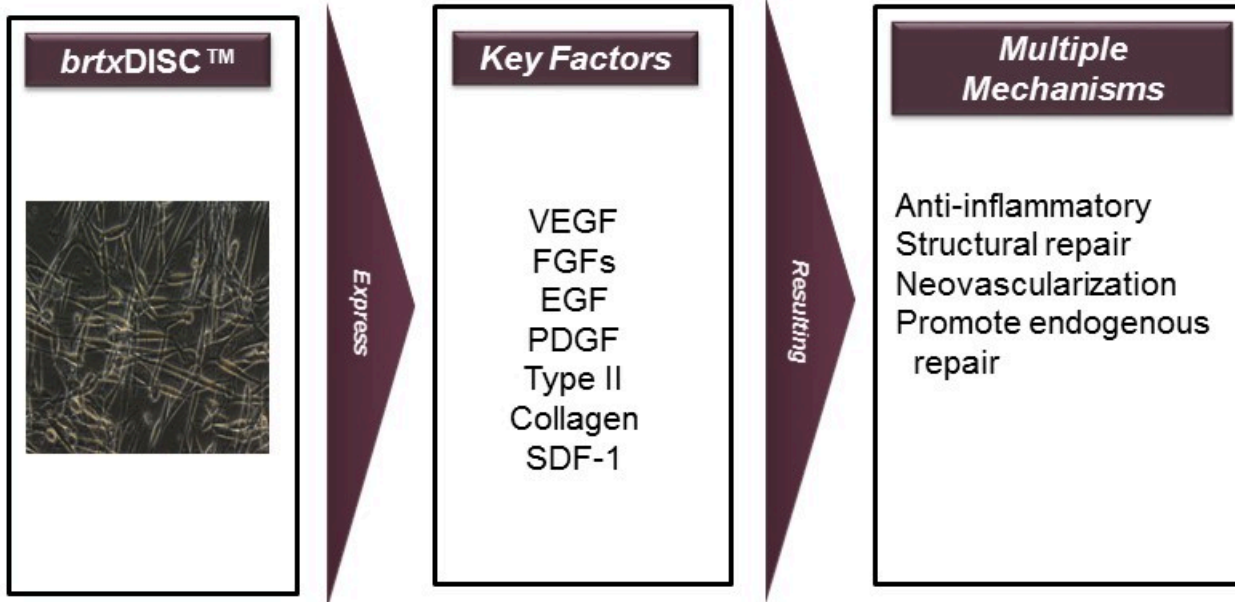 brtxDISC™
Express
Key Factors
VEGF
FGFs
EGF
PDGF
Type II
Collagen
SDF-1
Resulting
Multiple
Mechanisms
Anti-inflammatory
Structural repair
Neovascularization
Promote endogenous
repair